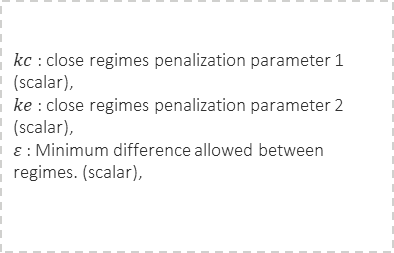 kc : close regimes penalization parameter 1
(scalar),
ke : close regimes penalization parameter 2
(scalar),
ε : Minimum difference allowed between
regimes. (scalar),